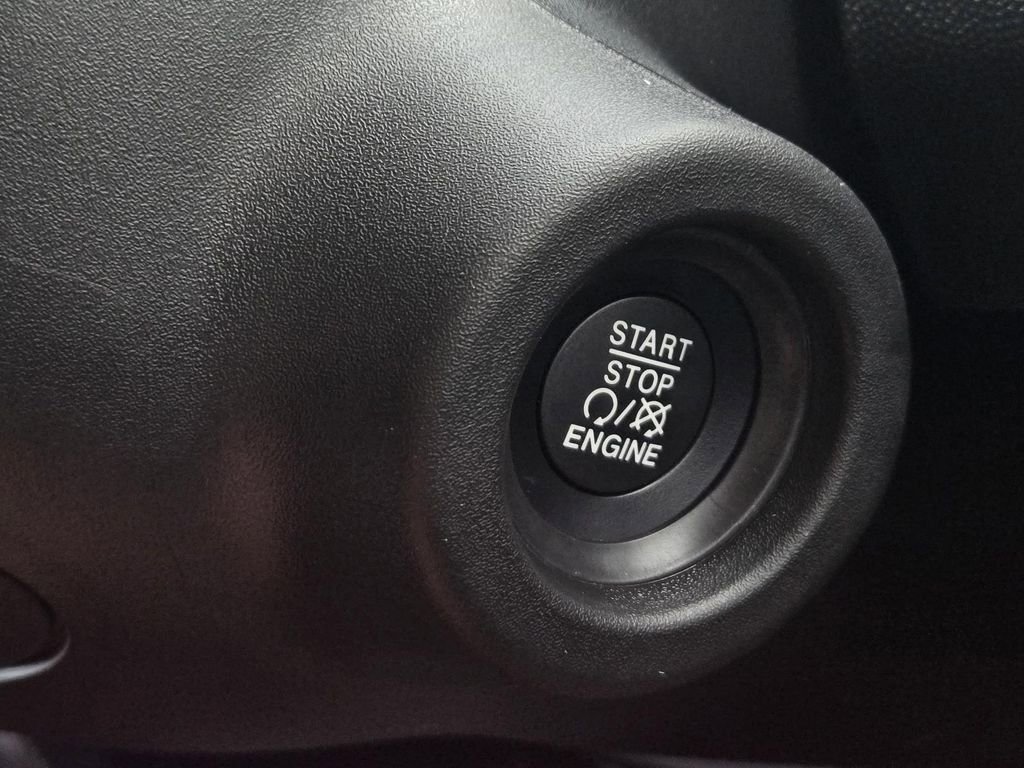 START
STOP
/
ENGINE